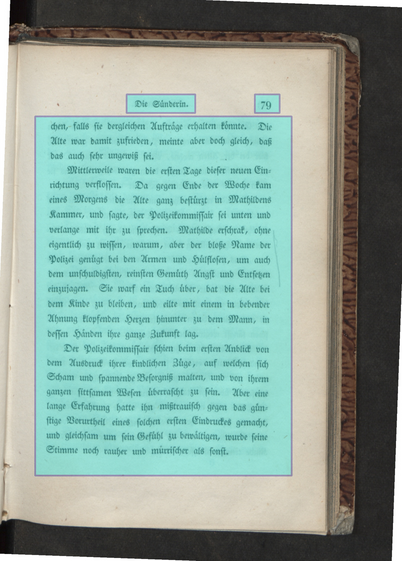 Die Sünderin.
79
chen, falls sie dergleichen Aufträge erhalten könnte. Die
Alte war damit zufrieden, meinte aber doch gleich, daß
das auch sehr ungewiß sei.
Mittlerweile waren die ersten Tage dieser neuen Ein-
richtung verflossen. Da gegen Ende der Woche kam
eines Morgens die Alte ganz bestürzt in Mathildens
Kammer, und sagte, der Polizeikommissair sei unten und
verlange mit ihr zu sprechen. Mathilde erschrak, ohne
eigentlich zu wissen, warum, aber der bloße Name der
Polizei genügt bei den Armen und Hülflosen, um auch
dem unschuldigsten, reinsten Gemüth Angst und Entsetzen
einzujagen. Sie warf ein Tuch über, bat die Alte bei
dem Kinde zu bleiben, und eilte mit einem in bebender
Ahnung klopfenden Herzen hinunter zu dem Mann, in
dessen Händen ihre ganze Zukunft lag.
Der Polizeikommissair schien beim ersten Anblick von
dem Ausdruck ihrer kindlichen Züge, auf welchen sich
Scham und spannende Besorgniß malten, und von ihrem
ganzen sittsamen Wesen überrascht zu sein. Aber eine
lange Erfahrung hatte ihn mißtrauisch gegen das gün-
stige Vorurtheil eines solchen ersten Eindruckes gemacht,
und gleichsam um sein Gefühl zu bewältigen, wurde seine
Stimme noch rauher und mürrischer als sonst.